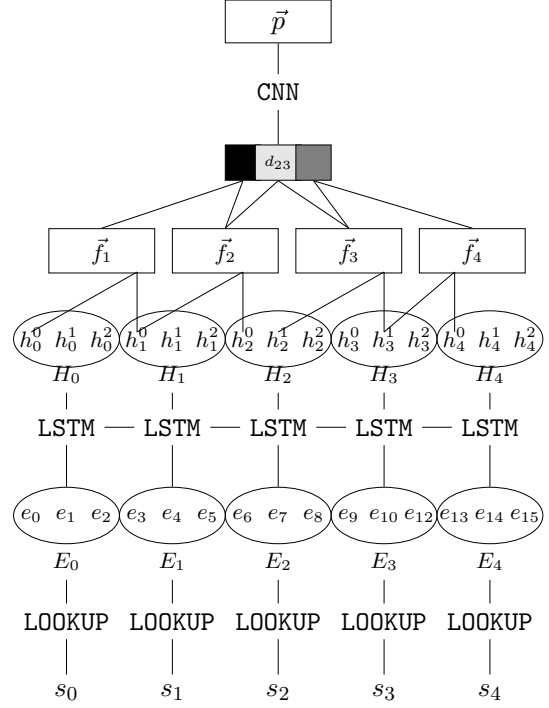 p⃗
CNN
d₂₃
f⃗₁ f⃗₂ f⃗₃ f⃗₄
h₀⁰ h₀¹ h₀² h₁⁰ h₁¹ h₁² h₂⁰ h₂¹ h₂² h₃⁰ h₃¹ h₃² h₄⁰ h₄¹ h₄²
H₀ H₁ H₂ H₃ H₄
LSTM LSTM LSTM LSTM LSTM
e₀ e₁ e₂ e₃ e₄ e₅ e₆ e₇ e₈ e₉ e₁₀ e₁₂ e₁₃ e₁₄ e₁₅
E₀ E₁ E₂ E₃ E₄
LOOKUP LOOKUP LOOKUP LOOKUP LOOKUP
s₀ s₁ s₂ s₃ s₄